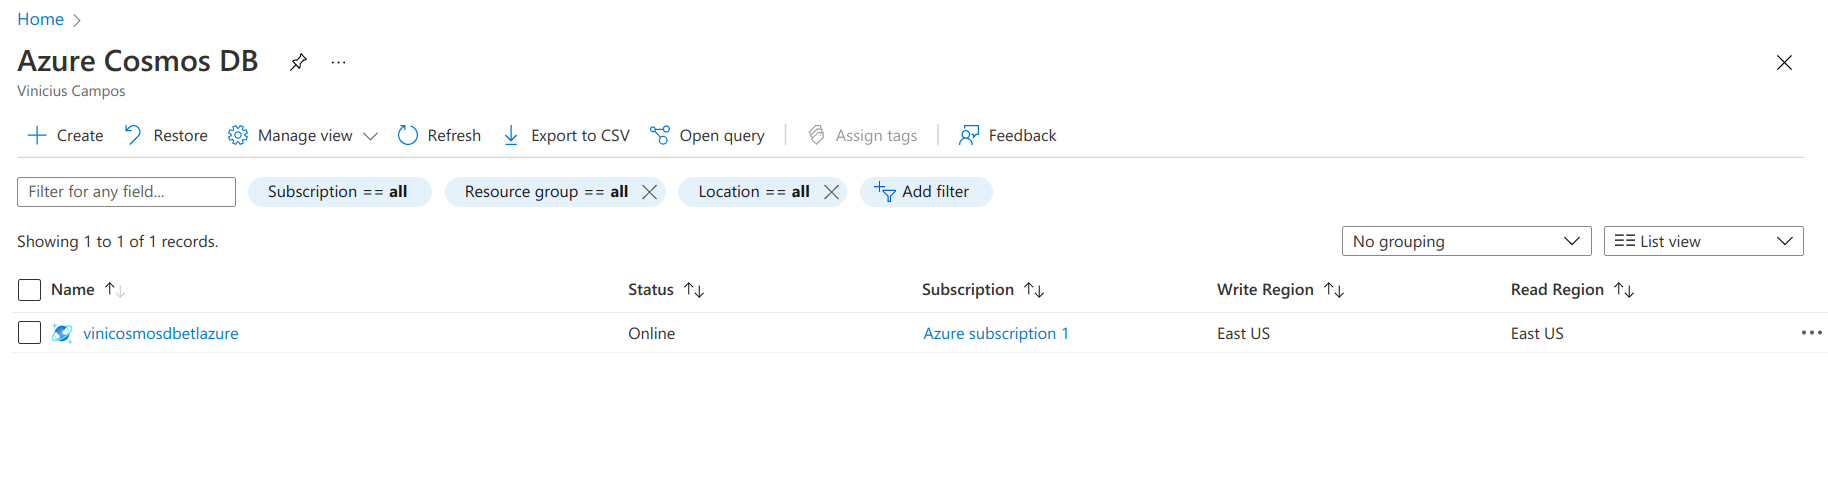 Home
Azure Cosmos DB
Vinicius Campos
Create Restore Manage view Refresh Export to CSV Open query Assign tags Feedback
Filter for any field... Subscription == all Resource group == all Location == all Add filter
Showing 1 to 1 of 1 records. No grouping List view
Name Status Subscription Write Region Read Region
vinicosmosdbetlazure Online Azure subscription 1 East US East US